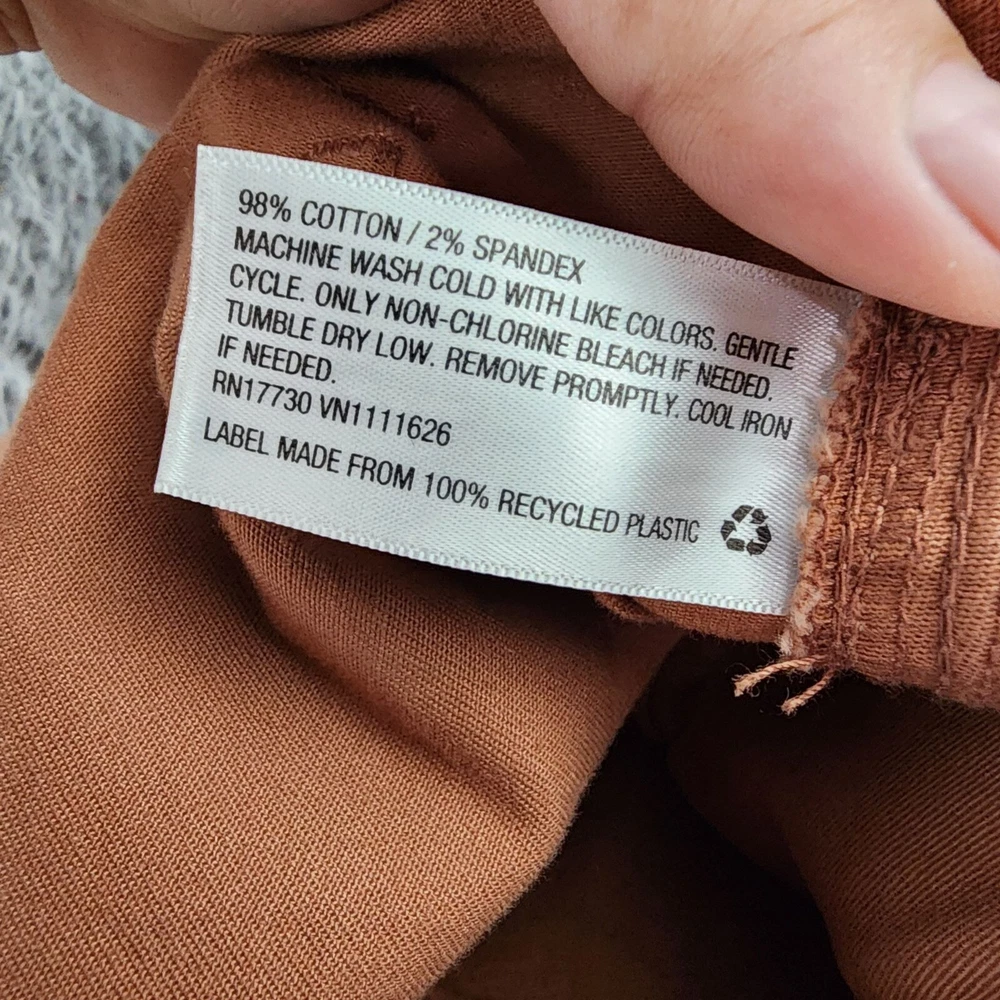 98% COTTON / 2% SPANDEX
MACHINE WASH COLD WITH LIKE COLORS. GENTLE
CYCLE. ONLY NON-CHLORINE BLEACH IF NEEDED.
TUMBLE DRY LOW. REMOVE PROMPTLY. COOL IRON
IF NEEDED.
RN17730 VN1111626
LABEL MADE FROM 100% RECYCLED PLASTIC